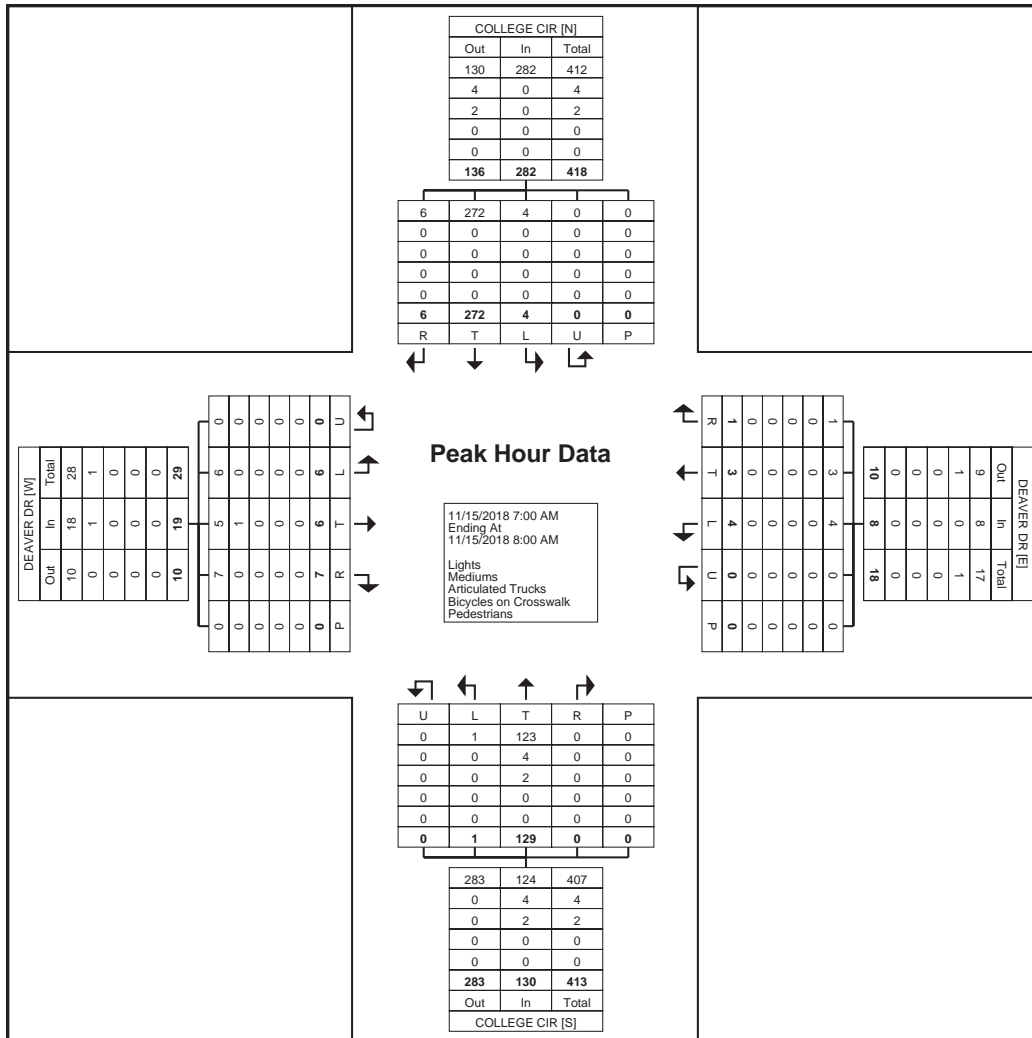 COLLEGE CIR [N]
Out In Total
130 282 412
4 0 4
2 0 2
0 0 0
0 0 0
136 282 418
6 272 4 0 0
0 0 0 0 0
0 0 0 0 0
0 0 0 0 0
0 0 0 0 0
6 272 4 0 0
R T L U P
DEAVER DR [W]
Total In Out
28 18 10
1 1 0
0 0 0
0 0 0
0 0 0
29 19 10
0 6 5 7 0
0 0 1 0 0
0 0 0 0 0
0 0 0 0 0
0 0 0 0 0
0 6 6 7 0
U L T R P
Peak Hour Data
11/15/2018 7:00 AM
Ending At
11/15/2018 8:00 AM
Lights
Mediums
Articulated Trucks
Bicycles on Crosswalk
Pedestrians
R T L U P
1 3 4 0 0
0 0 0 0 0
0 0 0 0 0
0 0 0 0 0
0 0 0 0 0
1 3 4 0 0
DEAVER DR [E]
Out In Total
9 8 17
1 0 1
0 0 0
0 0 0
0 0 0
10 8 18
U L T R P
0 1 123 0 0
0 0 4 0 0
0 0 2 0 0
0 0 0 0 0
0 0 0 0 0
0 1 129 0 0
283 124 407
0 4 4
0 2 2
0 0 0
0 0 0
283 130 413
Out In Total
COLLEGE CIR [S]